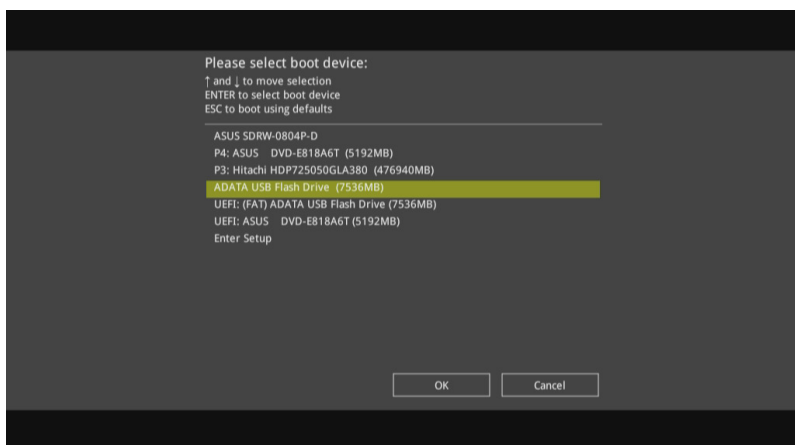 Please select boot device:
↑ and ↓ to move selection
ENTER to select boot device
ESC to boot using defaults
ASUS SDRW-0804P-D
P4: ASUS DVD-E818A6T (5192MB)
P3: Hitachi HDP725050GLA380 (476940MB)
ADATA USB Flash Drive (7536MB)
UEFI: (FAT) ADATA USB Flash Drive (7536MB)
UEFI: ASUS DVD-E818A6T (5192MB)
Enter Setup
OK Cancel